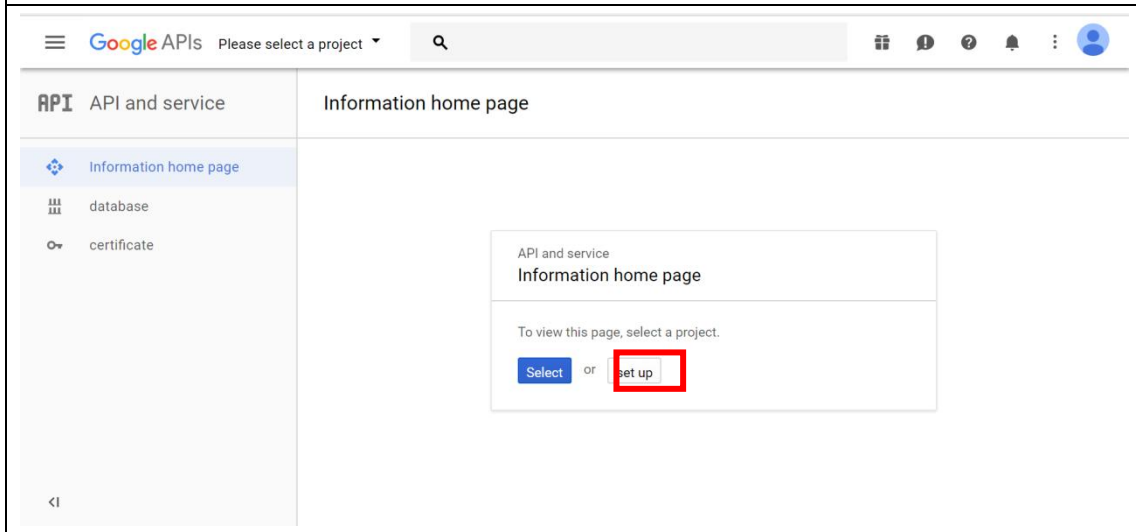 Google APIs Please select a project
API API and service
Information home page
Information home page
database
certificate
API and service
Information home page
To view this page, select a project.
Select or set up